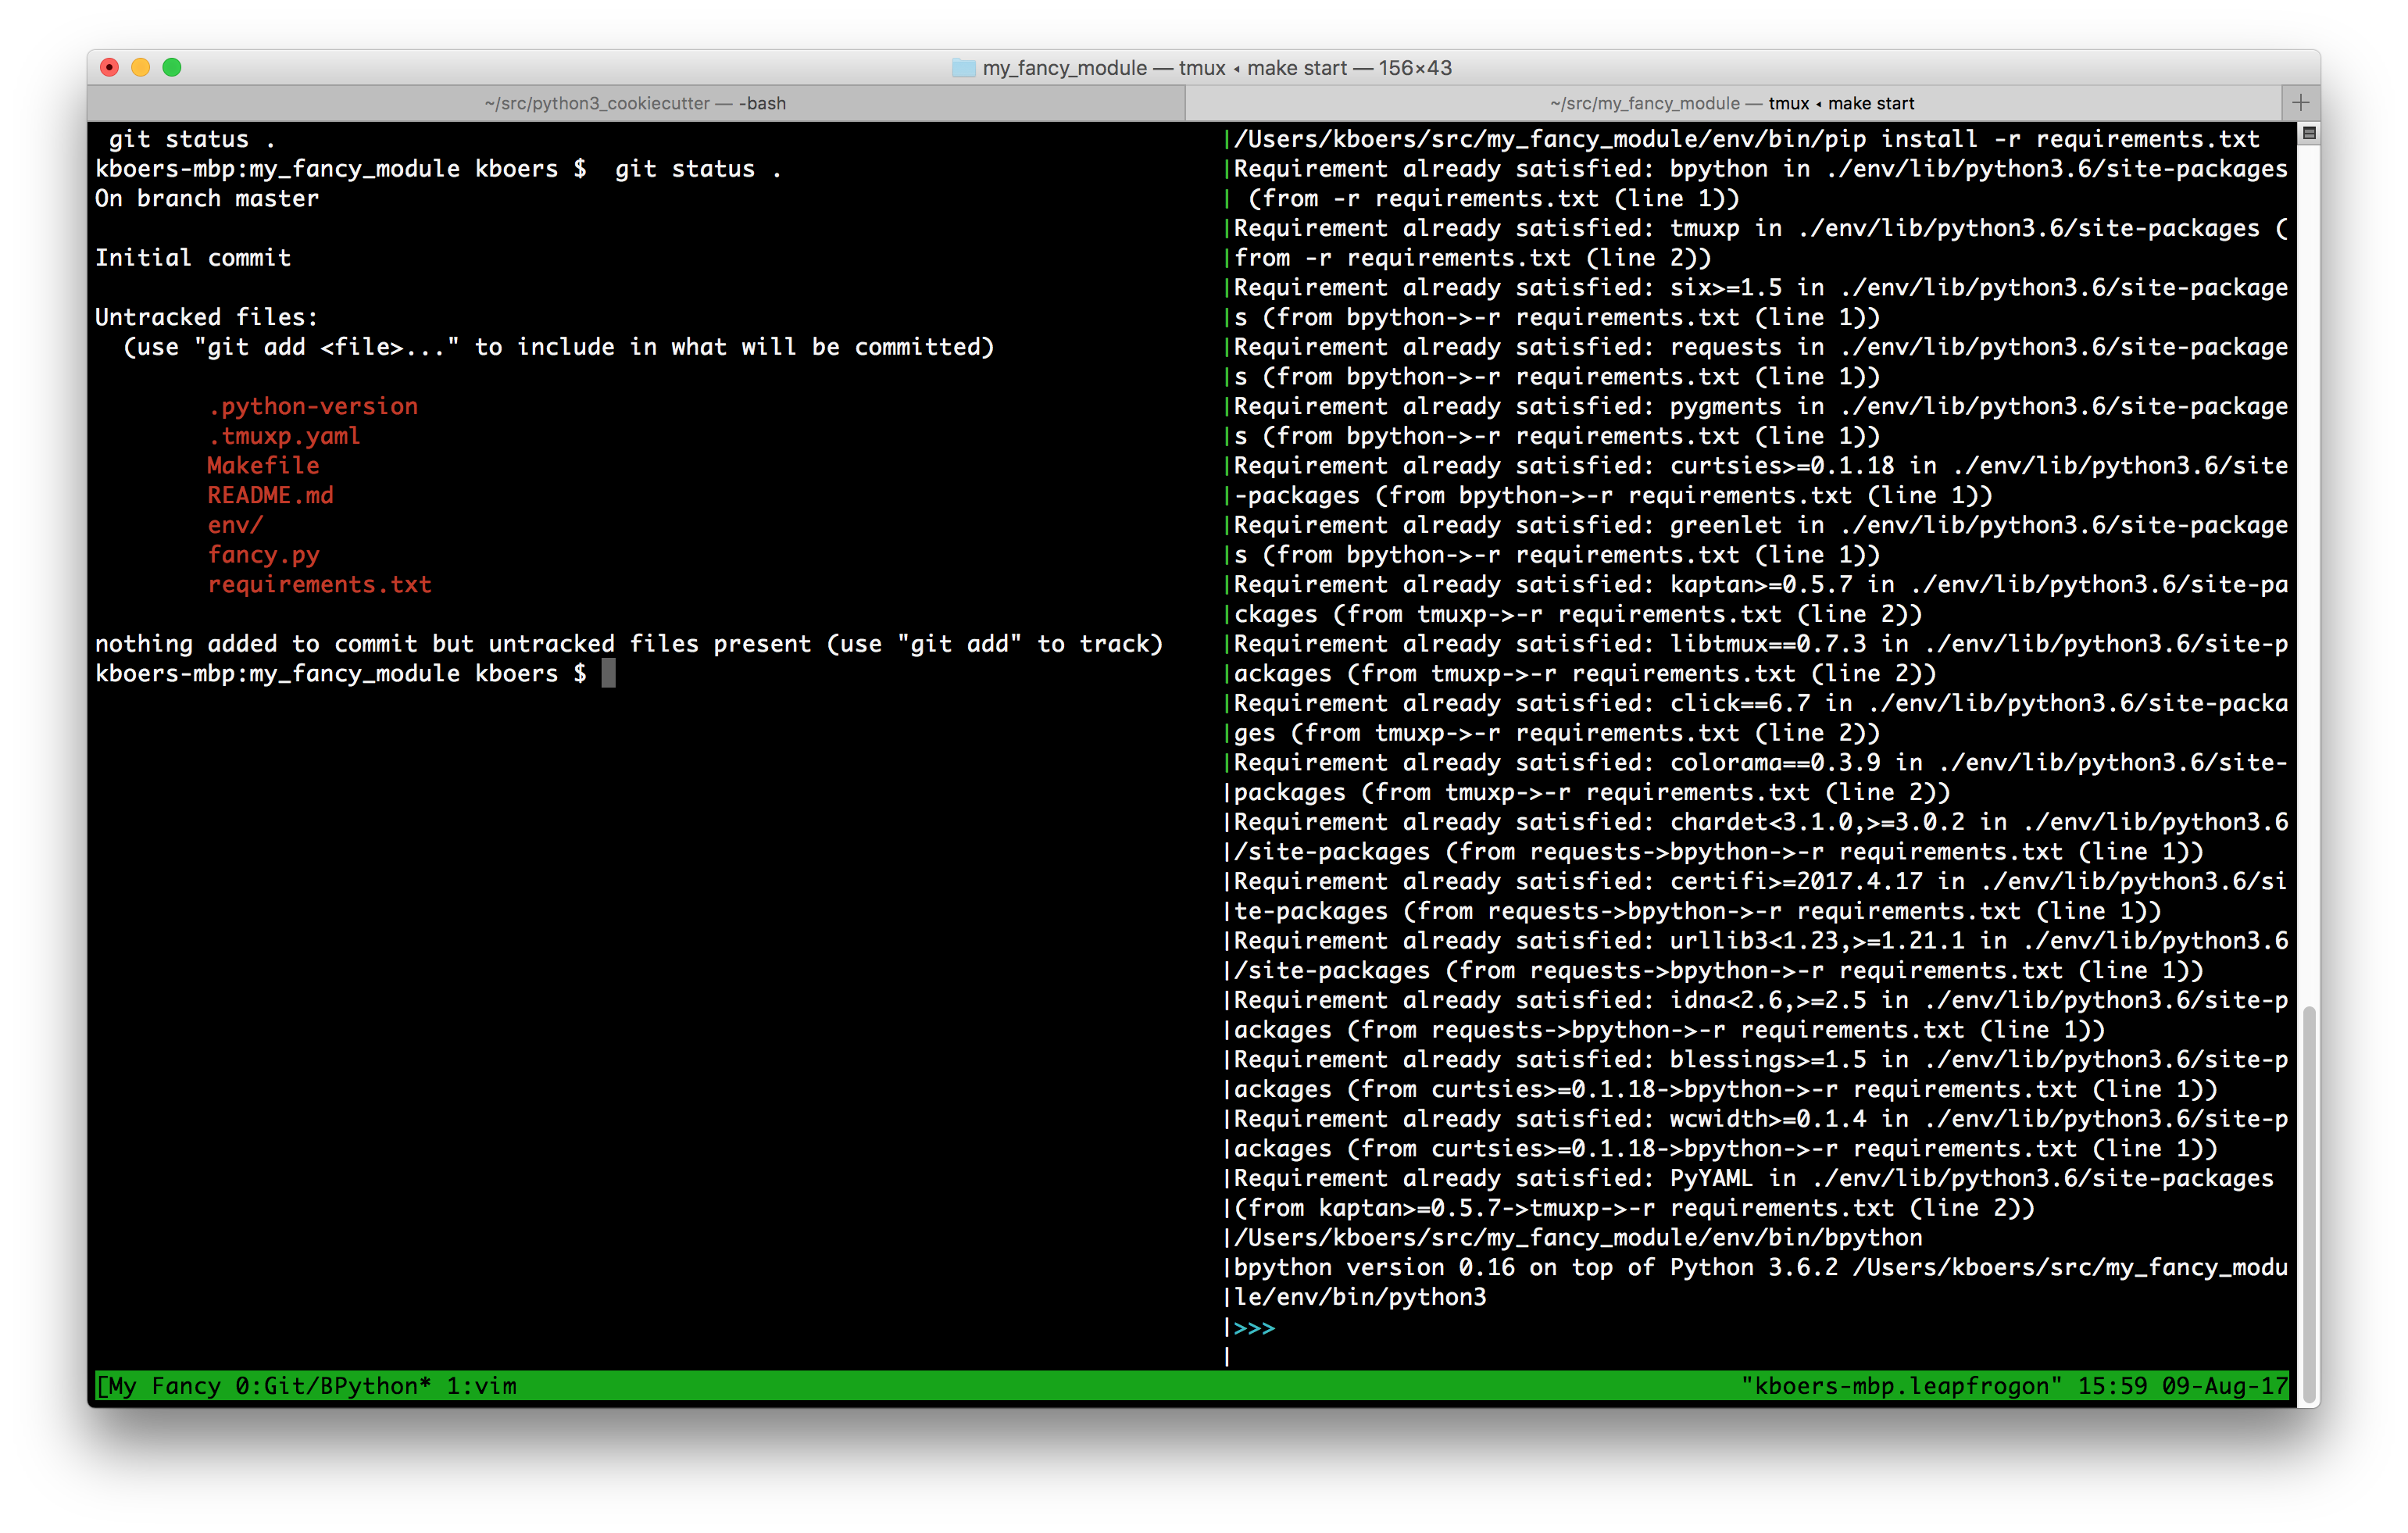 my_fancy_module — tmux ◂ make start — 156×43
~/src/python3_cookiecutter — -bash
~/src/my_fancy_module — tmux ◂ make start
git status .
kboers-mbp:my_fancy_module kboers $  git status .
On branch master
Initial commit
Untracked files:
(use "git add <file>..." to include in what will be committed)
.python-version
.tmuxp.yaml
Makefile
README.md
env/
fancy.py
requirements.txt
nothing added to commit but untracked files present (use "git add" to track)
kboers-mbp:my_fancy_module kboers $
/Users/kboers/src/my_fancy_module/env/bin/pip install -r requirements.txt
Requirement already satisfied: bpython in ./env/lib/python3.6/site-packages
(from -r requirements.txt (line 1))
Requirement already satisfied: tmuxp in ./env/lib/python3.6/site-packages (
from -r requirements.txt (line 2))
Requirement already satisfied: six>=1.5 in ./env/lib/python3.6/site-package
s (from bpython->-r requirements.txt (line 1))
Requirement already satisfied: requests in ./env/lib/python3.6/site-package
s (from bpython->-r requirements.txt (line 1))
Requirement already satisfied: pygments in ./env/lib/python3.6/site-package
s (from bpython->-r requirements.txt (line 1))
Requirement already satisfied: curtsies>=0.1.18 in ./env/lib/python3.6/site
-packages (from bpython->-r requirements.txt (line 1))
Requirement already satisfied: greenlet in ./env/lib/python3.6/site-package
s (from bpython->-r requirements.txt (line 1))
Requirement already satisfied: kaptan>=0.5.7 in ./env/lib/python3.6/site-pa
ckages (from tmuxp->-r requirements.txt (line 2))
Requirement already satisfied: libtmux==0.7.3 in ./env/lib/python3.6/site-p
ackages (from tmuxp->-r requirements.txt (line 2))
Requirement already satisfied: click==6.7 in ./env/lib/python3.6/site-packa
ges (from tmuxp->-r requirements.txt (line 2))
Requirement already satisfied: colorama==0.3.9 in ./env/lib/python3.6/site-
packages (from tmuxp->-r requirements.txt (line 2))
Requirement already satisfied: chardet<3.1.0,>=3.0.2 in ./env/lib/python3.6
/site-packages (from requests->bpython->-r requirements.txt (line 1))
Requirement already satisfied: certifi>=2017.4.17 in ./env/lib/python3.6/si
te-packages (from requests->bpython->-r requirements.txt (line 1))
Requirement already satisfied: urllib3<1.23,>=1.21.1 in ./env/lib/python3.6
/site-packages (from requests->bpython->-r requirements.txt (line 1))
Requirement already satisfied: idna<2.6,>=2.5 in ./env/lib/python3.6/site-p
ackages (from requests->bpython->-r requirements.txt (line 1))
Requirement already satisfied: blessings>=1.5 in ./env/lib/python3.6/site-p
ackages (from curtsies>=0.1.18->bpython->-r requirements.txt (line 1))
Requirement already satisfied: wcwidth>=0.1.4 in ./env/lib/python3.6/site-p
ackages (from curtsies>=0.1.18->bpython->-r requirements.txt (line 1))
Requirement already satisfied: PyYAML in ./env/lib/python3.6/site-packages
(from kaptan>=0.5.7->tmuxp->-r requirements.txt (line 2))
/Users/kboers/src/my_fancy_module/env/bin/bpython
bpython version 0.16 on top of Python 3.6.2 /Users/kboers/src/my_fancy_modu
le/env/bin/python3
>>>
[My Fancy 0:Git/BPython* 1:vim "kboers-mbp.leapfrogon" 15:59 09-Aug-17